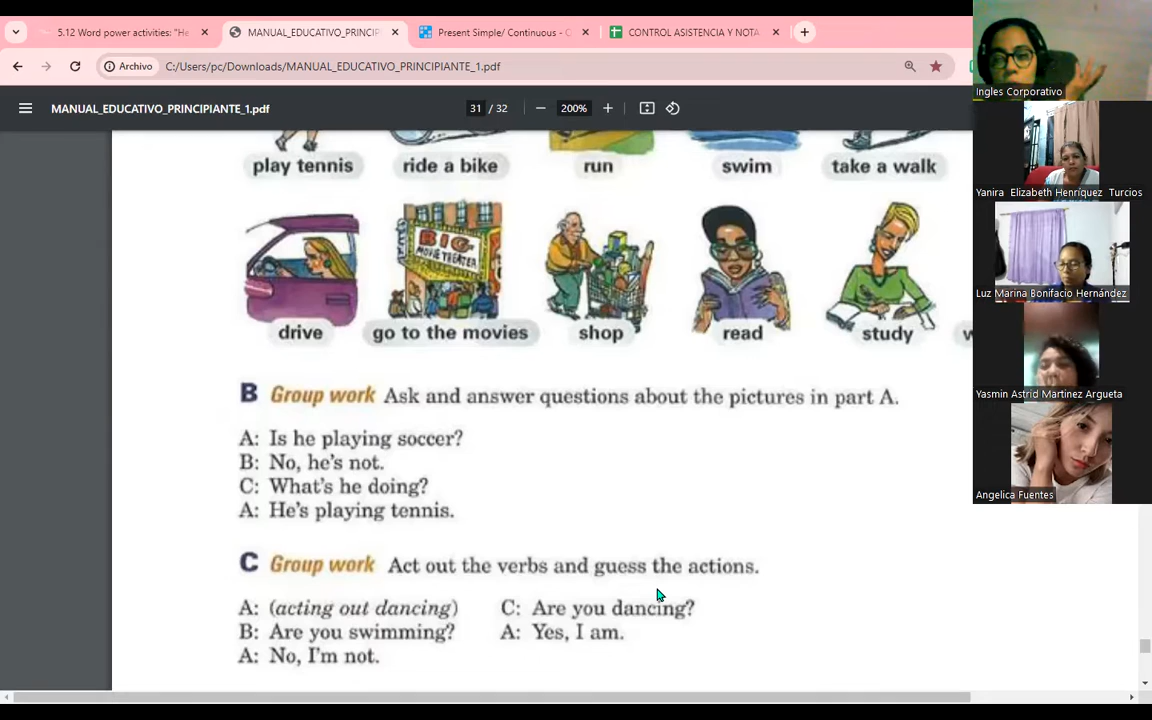 5.12 Word power activities: "He
MANUAL_EDUCATIVO_PRINCIP
Present Simple/ Continuous - C
CONTROL ASISTENCIA Y NOTA
Archivo
C:/Users/pc/Downloads/MANUAL_EDUCATIVO_PRINCIPIANTE_1.pdf
MANUAL_EDUCATIVO_PRINCIPIANTE_1.pdf
31 / 32
200%
Ingles Corporativo
Yanira Elizabeth Henríquez Turcios
Luz Marina Bonifacio Hernández
Yasmin Astrid Martinez Argueta
Angelica Fuentes
play tennis
ride a bike
run
swim
take a walk
BIG
MOVIE THEATER
drive
go to the movies
shop
read
study
w
B Group work Ask and answer questions about the pictures in part A.
A: Is he playing soccer?
B: No, he's not.
C: What's he doing?
A: He's playing tennis.
C Group work Act out the verbs and guess the actions.
A: (acting out dancing)
B: Are you swimming?
A: No, I'm not.
C: Are you dancing?
A: Yes, I am.